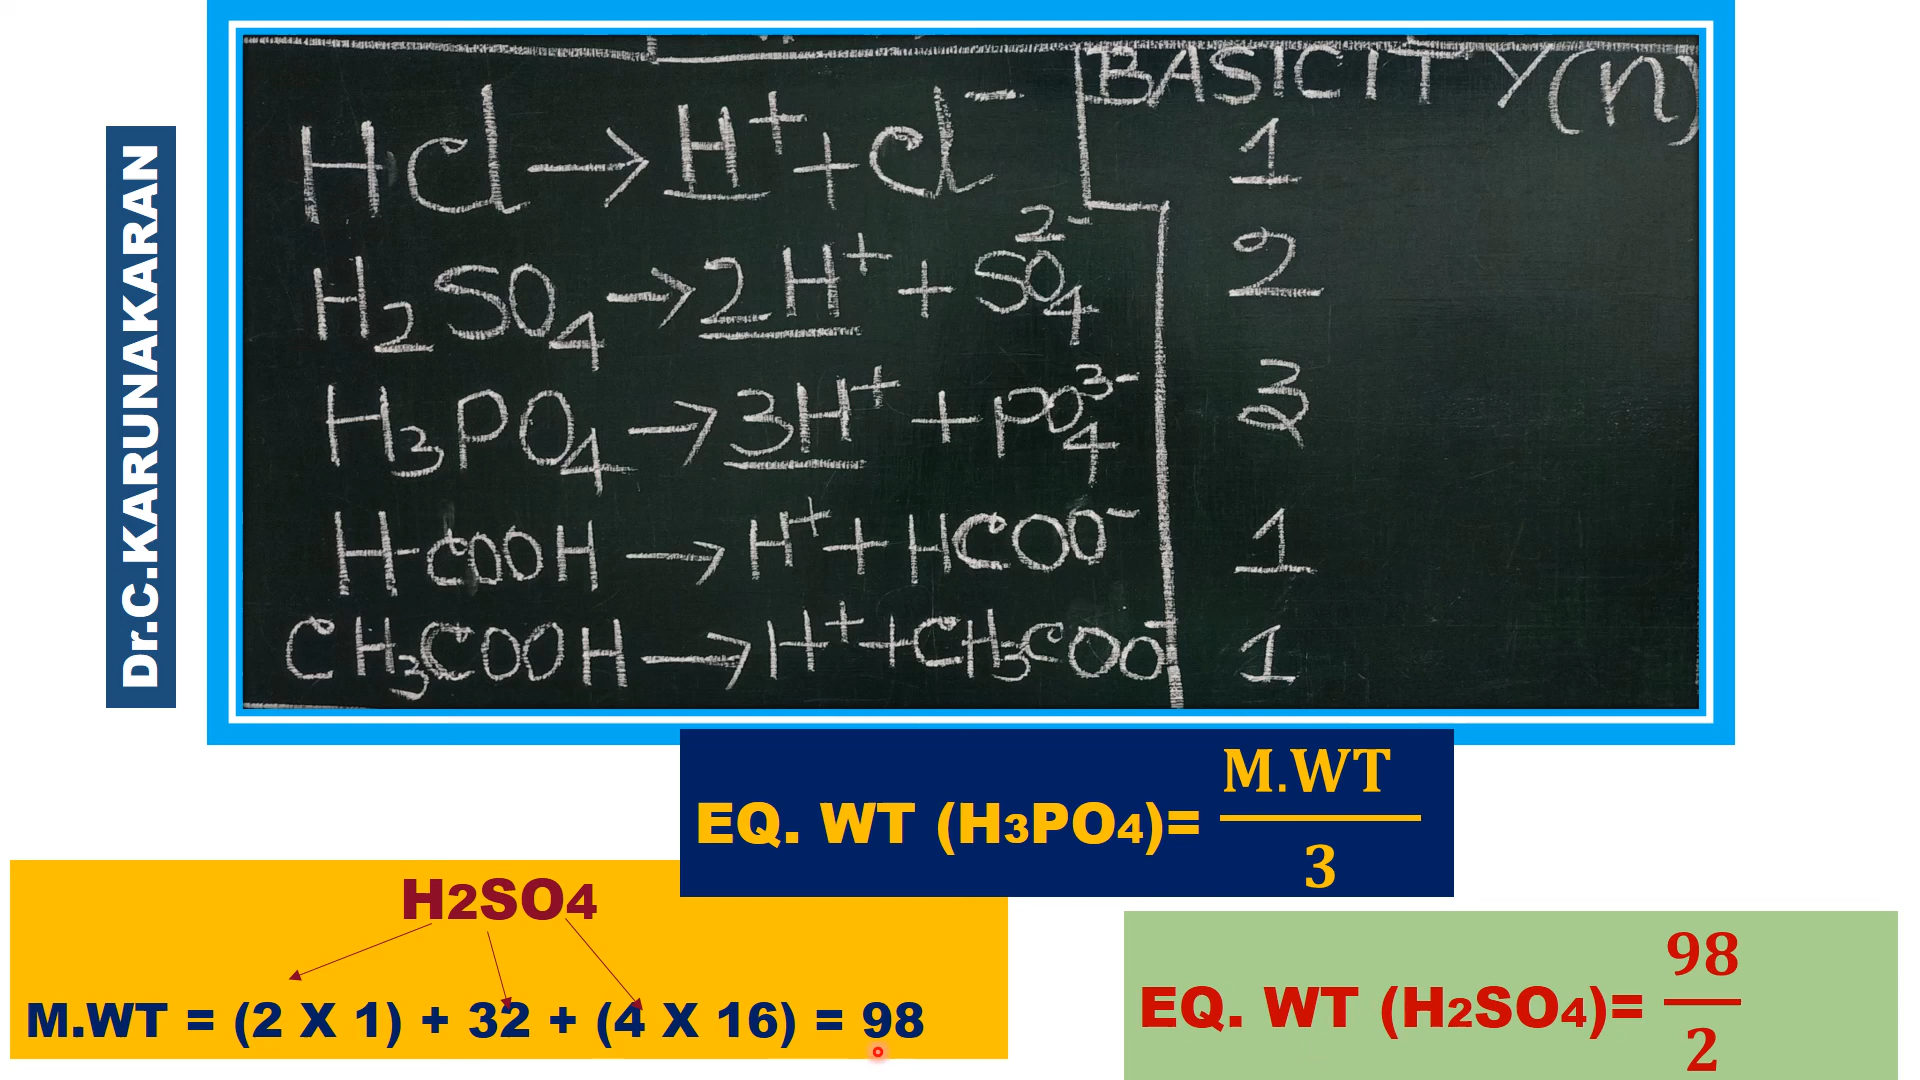 Dr.C.KARUNAKARAN
BASICITY(n)
HCl → H⁺ + Cl⁻ 1
H₂SO₄ → 2H⁺ + SO₄²⁻ 2
H₃PO₄ → 3H⁺ + PO₄³⁻ 3
H-COOH → H⁺ + HCOO⁻ 1
CH₃COOH → H⁺ + CH₃COO⁻ 1
EQ. WT (H3PO4)= M.WT / 3
H2SO4
M.WT = (2 X 1) + 32 + (4 X 16) = 98
EQ. WT (H2SO4)= 98 / 2